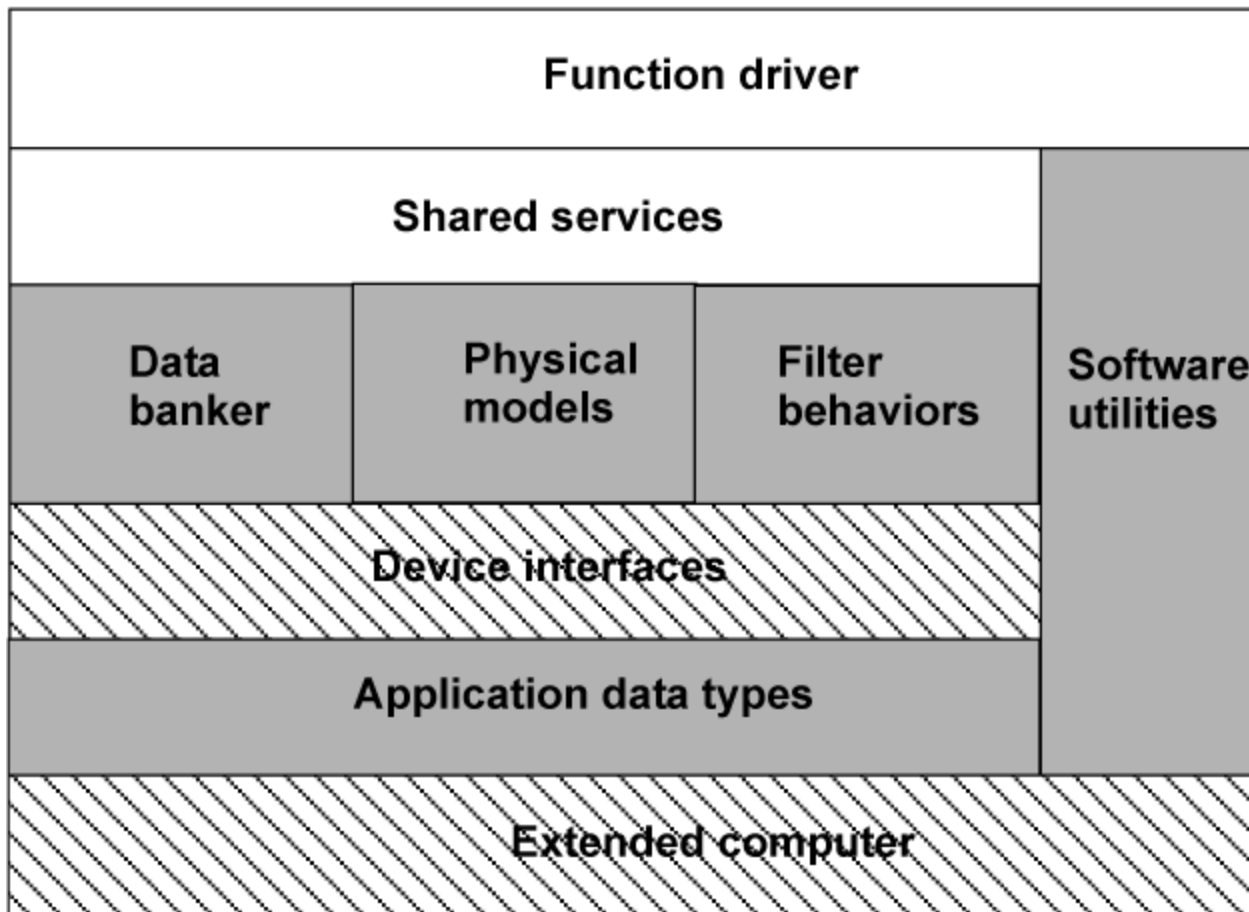 Function driver
Shared services
Data
banker
Physical
models
Filter
behaviors
Software
utilities
Device interfaces
Application data types
Extended computer